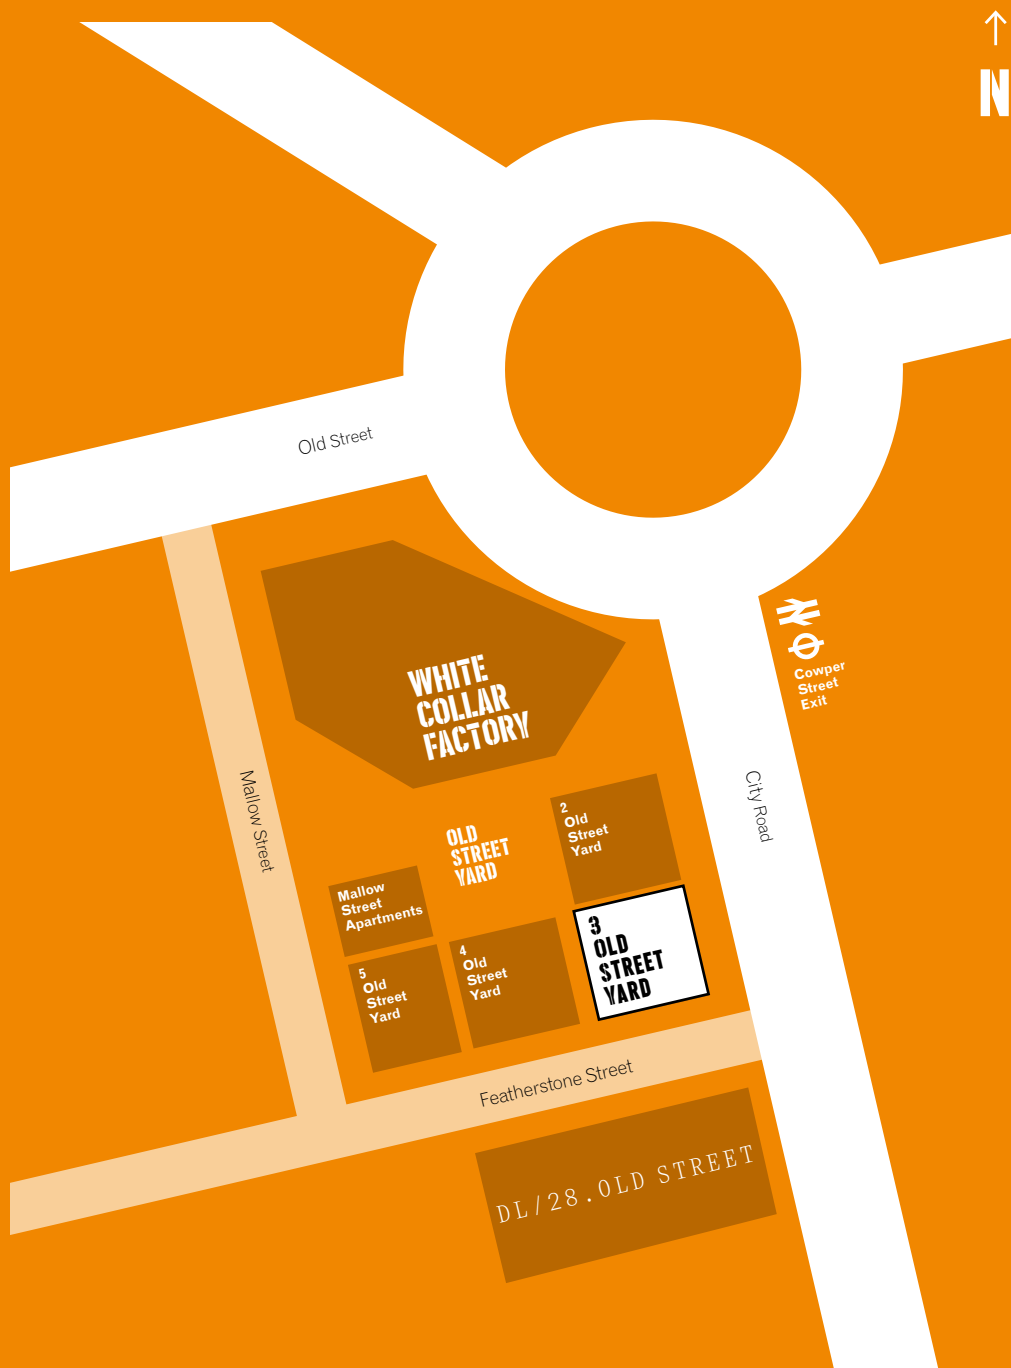 N
Old Street
Cowper
Street
Exit
WHITE
COLLAR
FACTORY
Mallow Street
City Road
2
Old
Street
Yard
OLD
STREET
YARD
Mallow
Street
Apartments
3
OLD
STREET
YARD
4
Old
Street
Yard
5
Old
Street
Yard
Featherstone Street
DL/28.OLD STREET